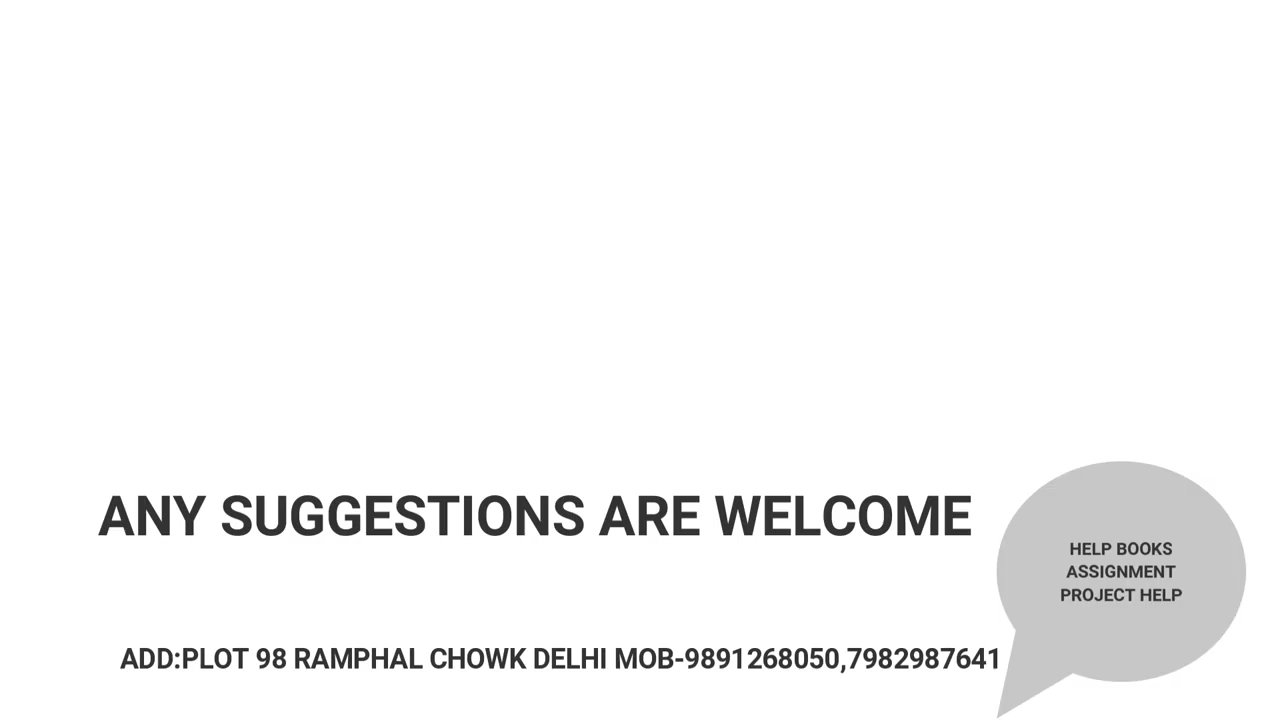 ANY SUGGESTIONS ARE WELCOME
HELP BOOKS
ASSIGNMENT
PROJECT HELP
ADD:PLOT 98 RAMPHAL CHOWK DELHI MOB-9891268050,7982987641